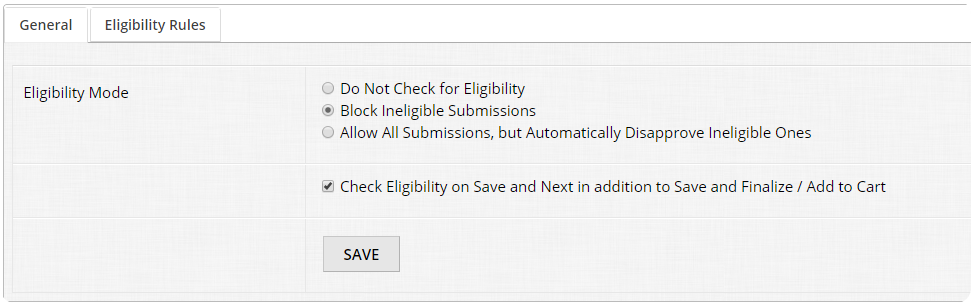 General
Eligibility Rules
Eligibility Mode
Do Not Check for Eligibility
Block Ineligible Submissions
Allow All Submissions, but Automatically Disapprove Ineligible Ones
Check Eligibility on Save and Next in addition to Save and Finalize / Add to Cart
SAVE